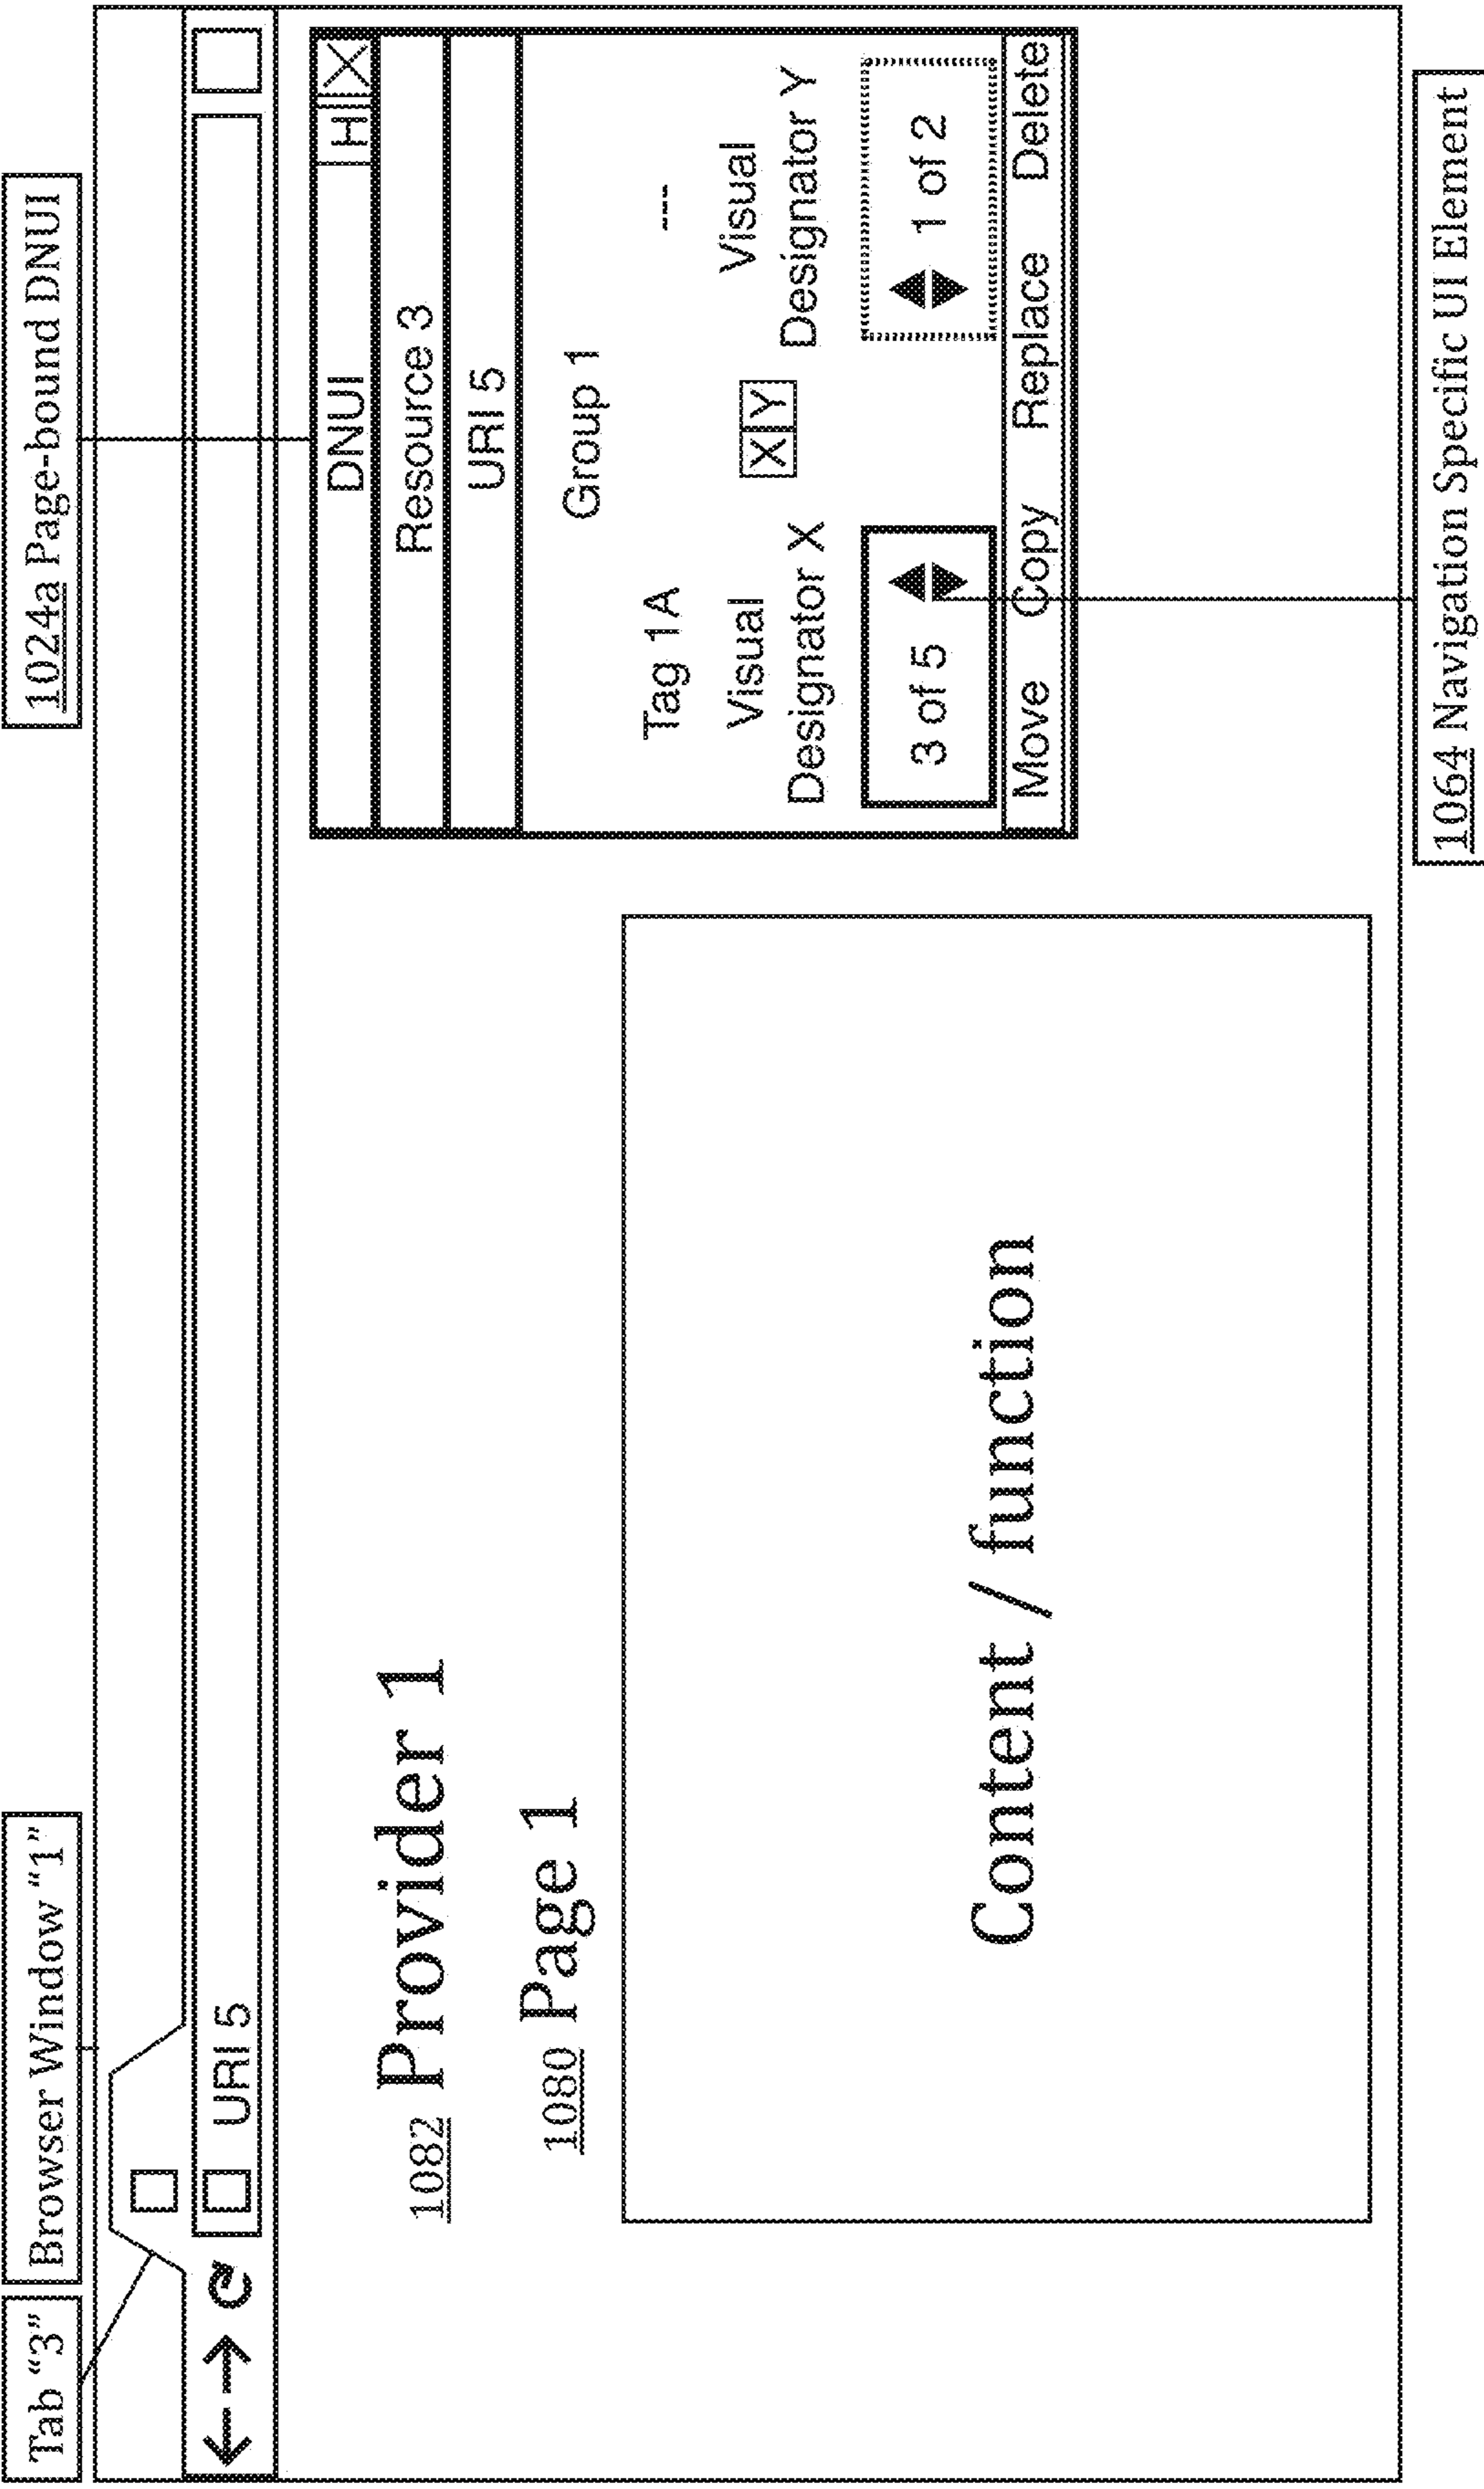 Tab “3”
Browser Window “1”
1024a Page-bound DNUI
URI 5
1082 Provider 1
1080 Page 1
Content / function
DNUI H X
Resource 3
URI 5
Group 1
Tag 1A ---
Visual Designator X
X Y
Visual Designator Y
3 of 5
1 of 2
Move Copy Replace Delete
1064 Navigation Specific UI Element